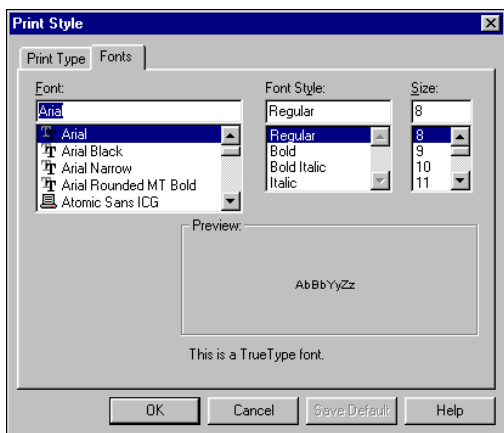 Print Style
Print Type Fonts
Font: Font Style: Size:
Arial Regular 8
Arial Regular 8
Arial Black Bold 9
Arial Narrow Bold Italic 10
Arial Rounded MT Bold Italic 11
Atomic Sans ICG
Preview:
AbBbYyZz
This is a TrueType font.
OK Cancel Save Default Help